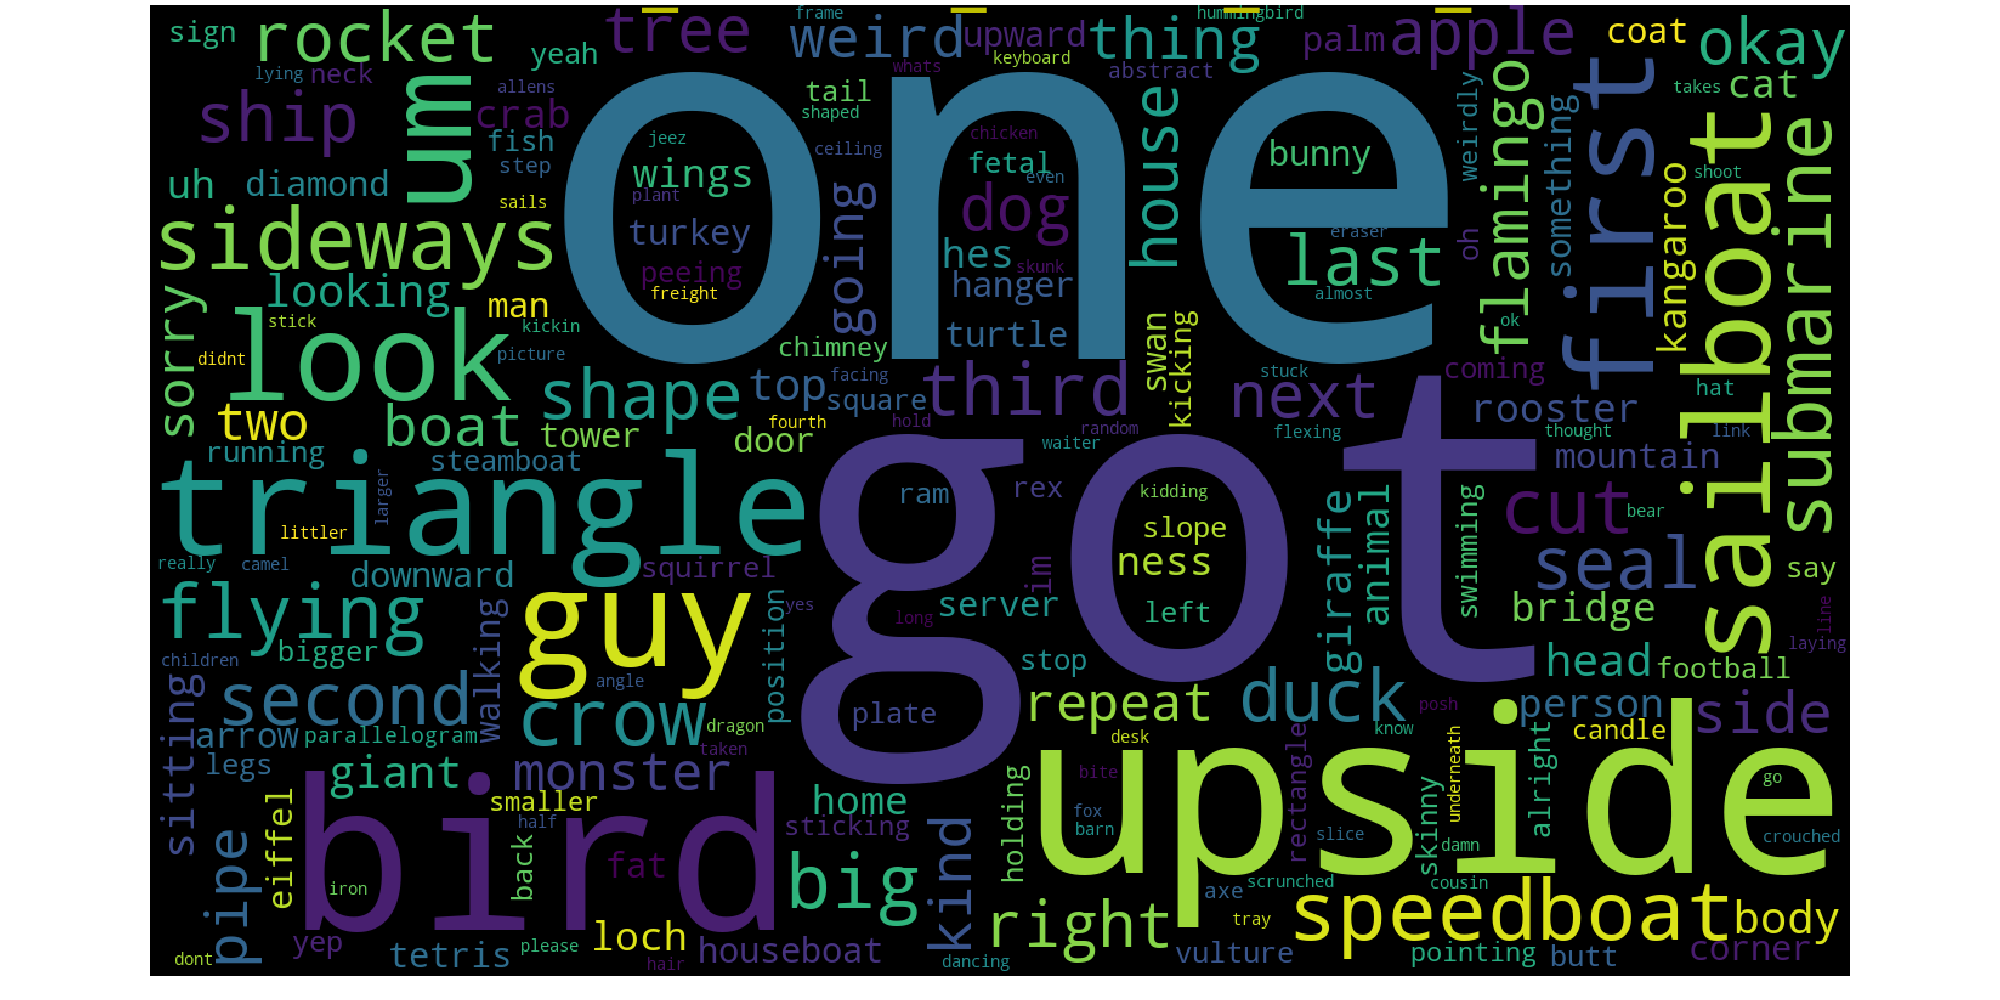 frame
hummingbird
sign
rocket
tree
weird
upward
thing
palm
apple
coat
okay
yeah
keyboard
lying
neck
whats
abstract
cat
takes
allens
tail
ship
um
crab
shaped
one
house
flamingo
weirdly
something
first
sailboat
submarine
fish
jeez
chicken
bunny
step
ceiling
wings
fetal
even
kangaroo
shoot
uh
diamond
plant
dog
sails
sideways
turkey
going
hes
eraser
oh
last
peeing
skunk
looking
hanger
sorry
man
freight
almost
stick
kickin
turtle
swan
kicking
ok
look
didnt
picture
chimney
facing
stuck
coming
shape
top
square
third
next
hat
two
boat
tower
door
fourth
hold
random
flexing
rooster
thought
link
running
steamboat
waiter
mountain
triangle
larger
got
ram
rex
kidding
giraffe
animal
swimming
cut
bear
littler
slope
really
camel
downward
squirrel
im
ness
seal
say
flying
guy
walking
position
yes
server
long
left
bridge
line
laying
children
bigger
angle
stop
head
football
sitting
second
crow
plate
repeat
duck
posh
person
side
arrow
parallelogram
dragon
taken
desk
know
candle
legs
giant
monster
bite
rectangle
underneath
alright
upside
go
eiffel
smaller
home
holding
fox
pipe
bird
half
sticking
barn
slice
skinny
damn
crouched
back
fat
big
kind
iron
axe
scrunched
cousin
yep
tetris
please
loch
houseboat
right
tray
speedboat
body
dont
hair
dancing
vulture
pointing
butt
corner